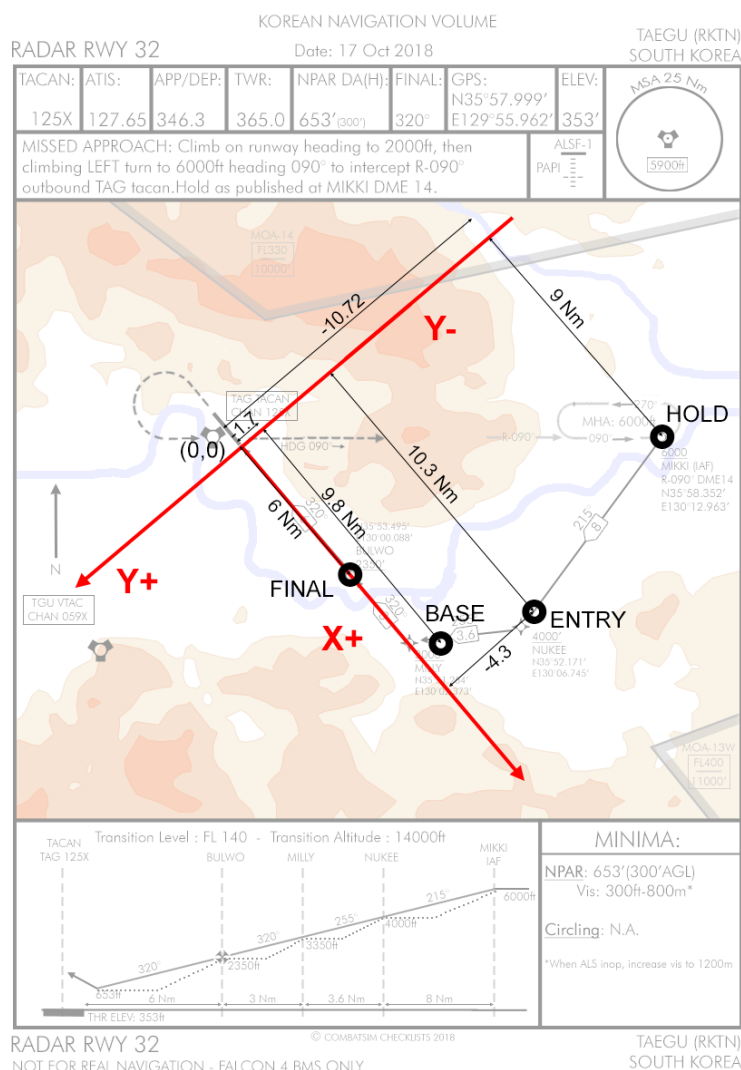 KOREAN NAVIGATION VOLUME
RADAR RWY 32
Date: 17 Oct 2018
TAEGU (RKTN)
SOUTH KOREA
TACAN:
125X
ATIS:
127.65
APP/DEP:
346.3
TWR:
365.0
NPAR DA(H):
653'(300')
FINAL:
320°
GPS:
N35°57.999'
E129°55.962'
ELEV:
353'
MSA 25 Nm
5900ft
MISSED APPROACH: Climb on runway heading to 2000ft, then
climbing LEFT turn to 6000ft heading 090° to intercept R-090°
outbound TAG tacan.Hold as published at MIKKI DME 14.
ALSF-1
PAPI
MOA-14
FL330
10000'
-10.72
Y-
9 Nm
TAG TACAN
-1.7
(0,0)
HDG 090°
R-090°
090°
270°
MHA: 6000ft
HOLD
6000
MIKKI (IAF)
R-090° DME14
N35°58.352'
E130°12.963'
10.3 Nm
9.8 Nm
6 Nm
320°
215°
8
N
Y+
FINAL
BULWO
320°
X+
BASE
3.6
ENTRY
4000'
NUKEE
N35°52.171'
E130°06.745'
-4.3
TGU VTAC
CHAN 059X
MOA-13W
FL400
11000'
Transition Level : FL 140 - Transition Altitude : 14000ft
TACAN
TAG 125X
BULWO
MILLY
NUKEE
MIKKI
IAF
320°
320°
255°
215°
6000ft
4000ft
3350ft
2350ft
653ft
6 Nm
3 Nm
3.6 Nm
8 Nm
THR ELEV: 353ft
MINIMA:
NPAR: 653'(300'AGL)
Vis: 300ft-800m*
Circling: N.A.
*When ALS inop, increase vis to 1200m
© COMBATSIM CHECKLISTS 2018
RADAR RWY 32
NOT FOR REAL NAVIGATION - FALCON 4 BMS ONLY
TAEGU (RKTN)
SOUTH KOREA